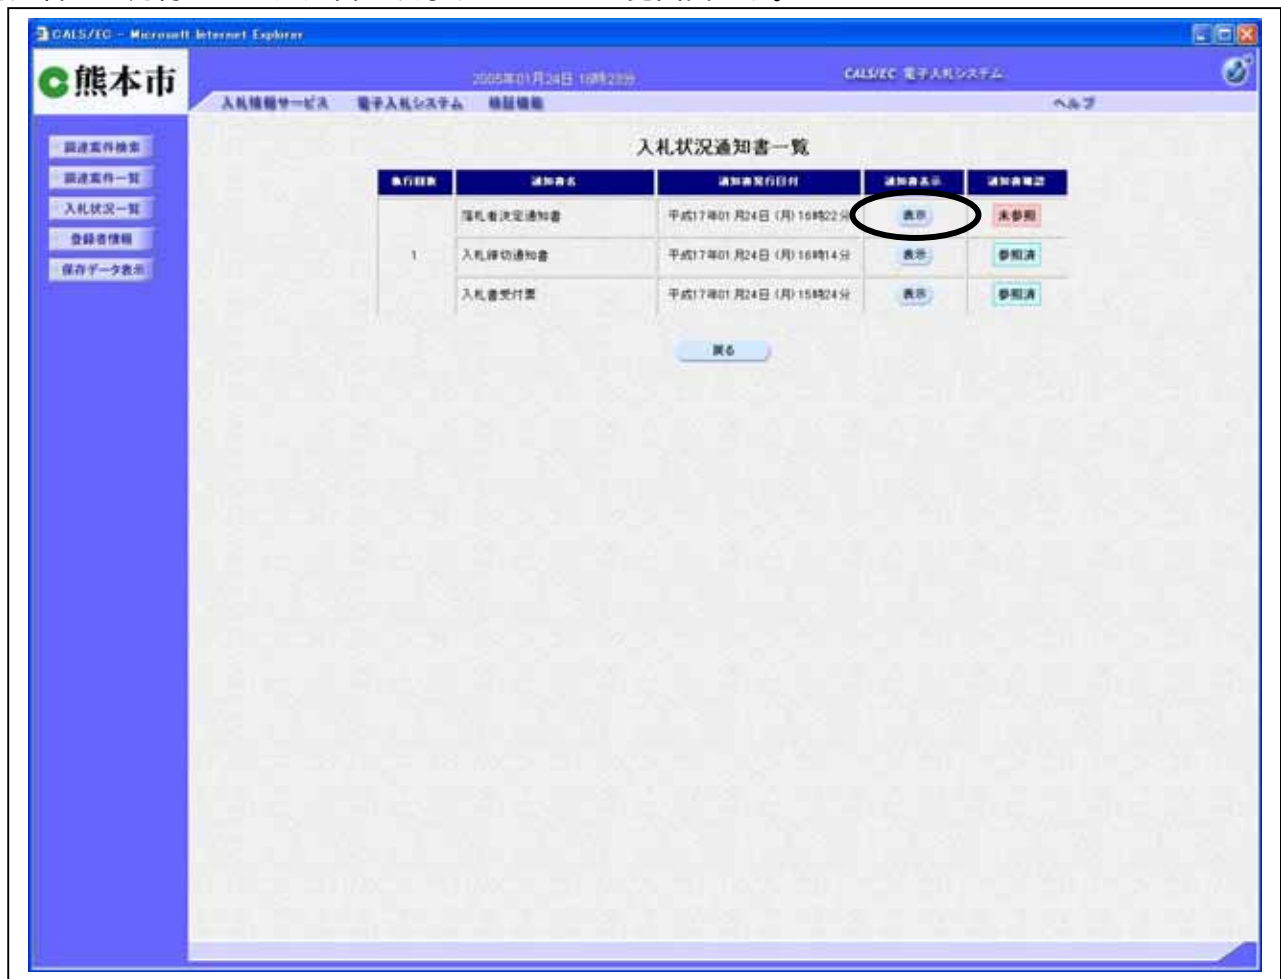 CALS/EC - Microsoft Internet Explorer
熊本市
2005年01月24日 16時23分
CALS/EC 電子入札システム
入札情報サービス 電子入札システム 検証機能 ヘルプ
調達案件検索
調達案件一覧
入札状況一覧
登録者情報
保存データ表示
入札状況通知書一覧
執行回数 通知書名 通知書発行日付 通知書表示 通知書確認
落札者決定通知書 平成17年01月24日 (月) 16時22分 表示 未参照
1 入札締切通知書 平成17年01月24日 (月) 16時14分 表示 参照済
入札書受付票 平成17年01月24日 (月) 15時24分 表示 参照済
戻る